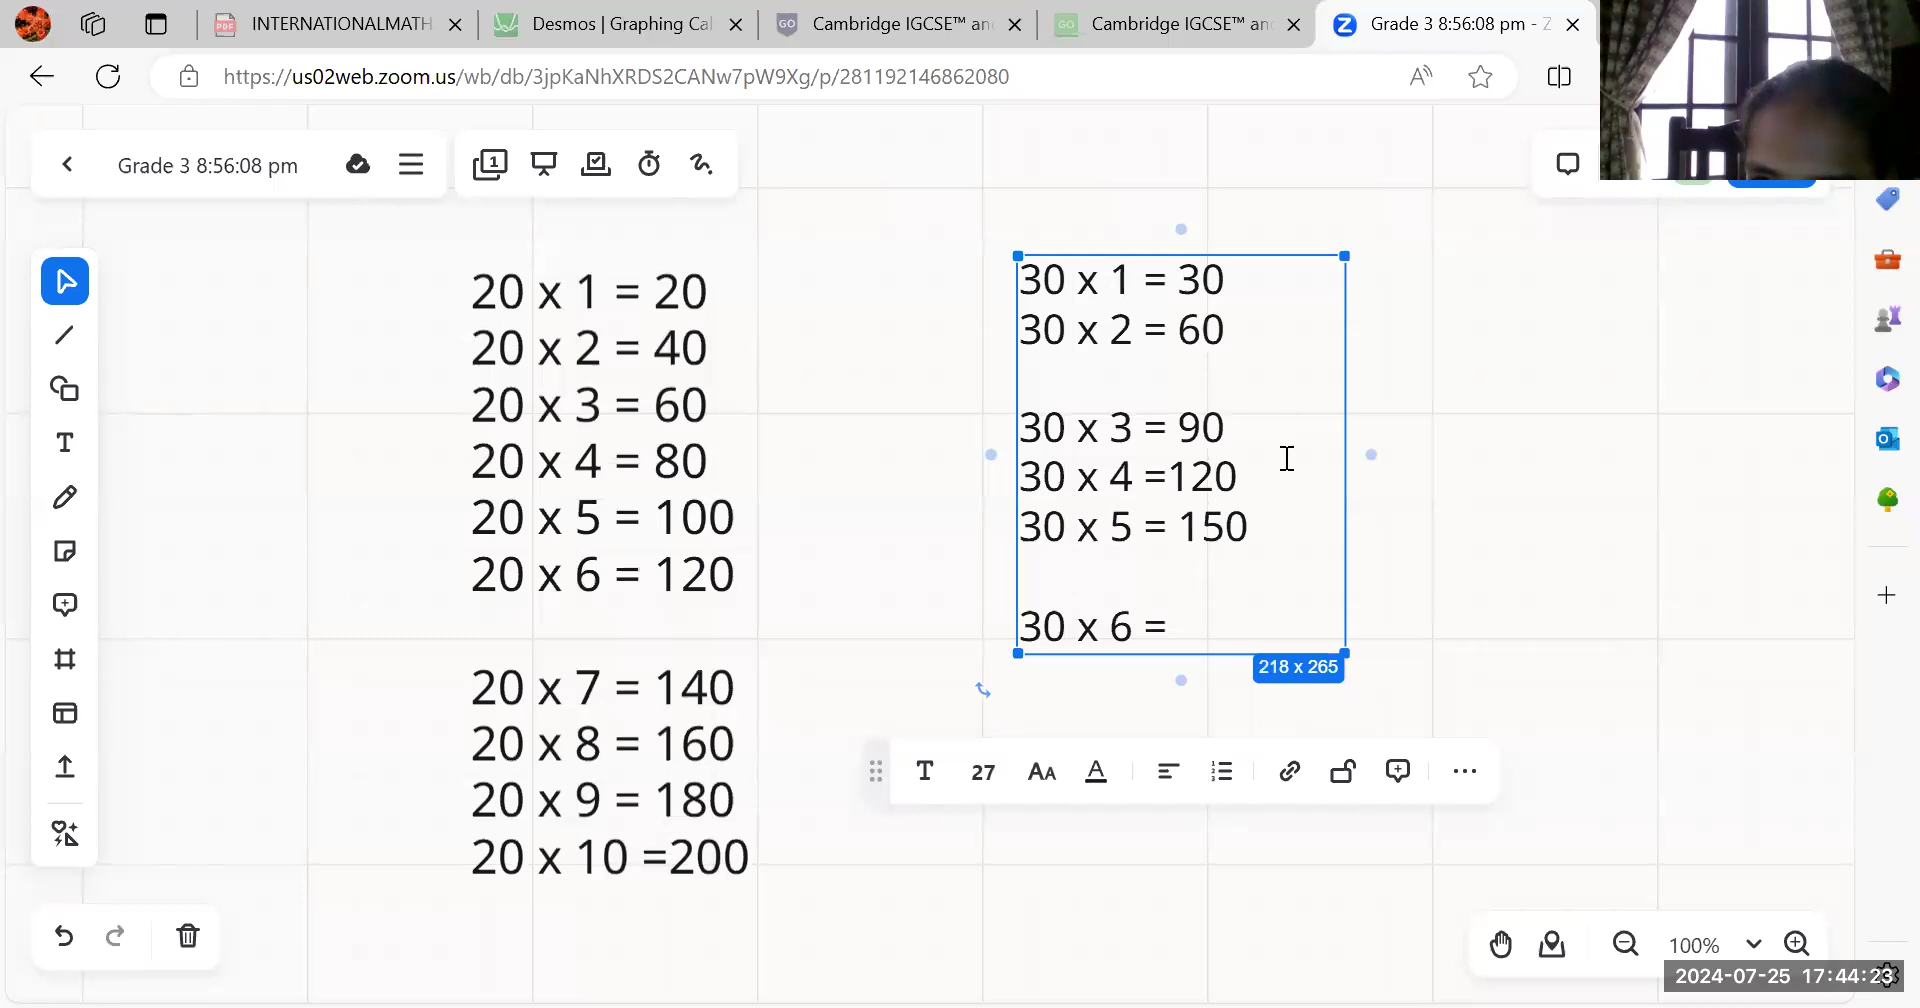 INTERNATIONALMATH
Desmos | Graphing Cal
GO
Cambridge IGCSE™ an
GO
Cambridge IGCSE™ an
Grade 3 8:56:08 pm - Z
https://us02web.zoom.us/wb/db/3jpKaNhXRDS2CANw7pW9Xg/p/281192146862080
Grade 3 8:56:08 pm
1
20 x 1 = 20
20 x 2 = 40
20 x 3 = 60
20 x 4 = 80
20 x 5 = 100
20 x 6 = 120
20 x 7 = 140
20 x 8 = 160
20 x 9 = 180
20 x 10 =200
30 x 1 = 30
30 x 2 = 60
30 x 3 = 90
30 x 4 =120
30 x 5 = 150
30 x 6 =
218 x 265
27
100%
2024-07-25 17:44:23